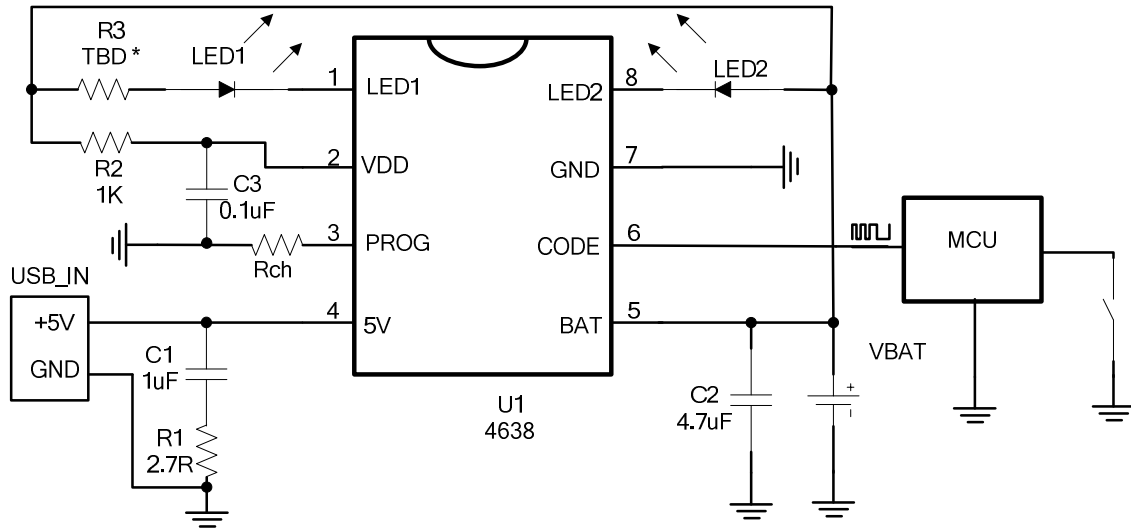 R3
TBD *
LED1
LED2
1
LED1
LED2
8
R2
1K
C3
0.1uF
2
VDD
GND
7
3
PROG
CODE
6
MCU
Rch
USB_IN
+5V
GND
4
5V
BAT
5
VBAT
C1
1uF
R1
2.7R
U1
4638
C2
4.7uF
+
-